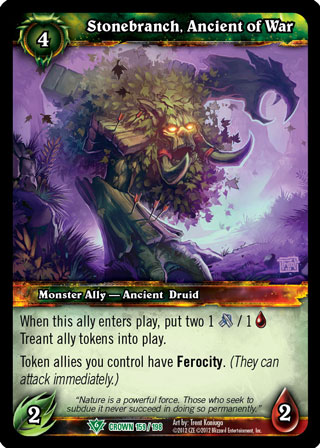 Stonebranch, Ancient of War
4
Monster Ally — Ancient Druid
When this ally enters play, put two 1 / 1
Treant ally tokens into play.
Token allies you control have Ferocity. (They can
attack immediately.)
"Nature is a powerful force. Those who seek to
subdue it never succeed in doing so permanently."
2
CROWN 153/198
Art by: Trent Kaniuga
©2012 CZE ©2012 Blizzard Entertainment, Inc.
2